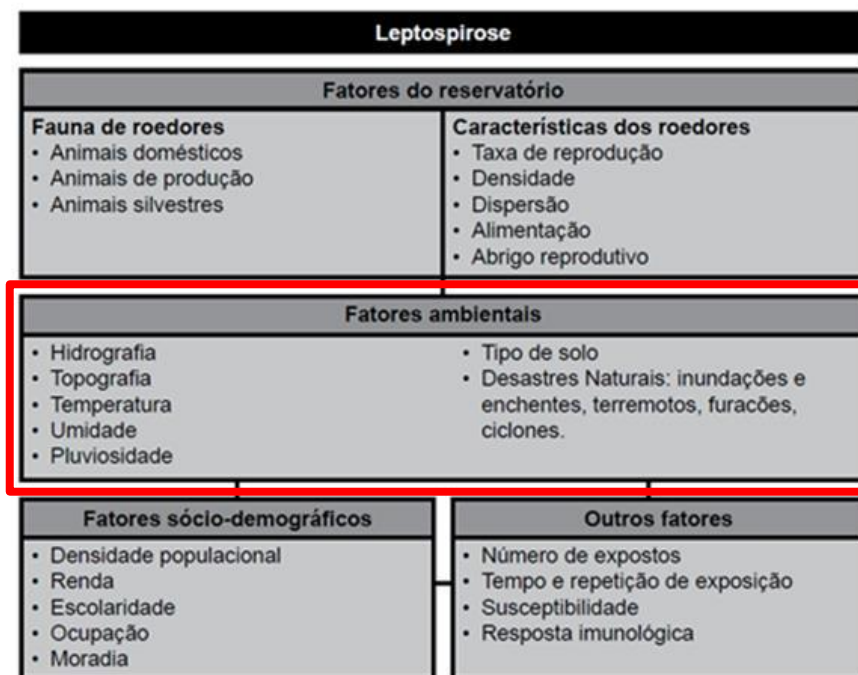 Leptospirose
Fatores do reservatório
Fauna de roedores
• Animais domésticos
• Animais de produção
• Animais silvestres
Características dos roedores
• Taxa de reprodução
• Densidade
• Dispersão
• Alimentação
• Abrigo reprodutivo
Fatores ambientais
• Hidrografia
• Topografia
• Temperatura
• Umidade
• Pluviosidade
• Tipo de solo
• Desastres Naturais: inundações e
enchentes, terremotos, furacões,
ciclones.
Fatores sócio-demográficos
• Densidade populacional
• Renda
• Escolaridade
• Ocupação
• Moradia
Outros fatores
• Número de expostos
• Tempo e repetição de exposição
• Susceptibilidade
• Resposta imunológica